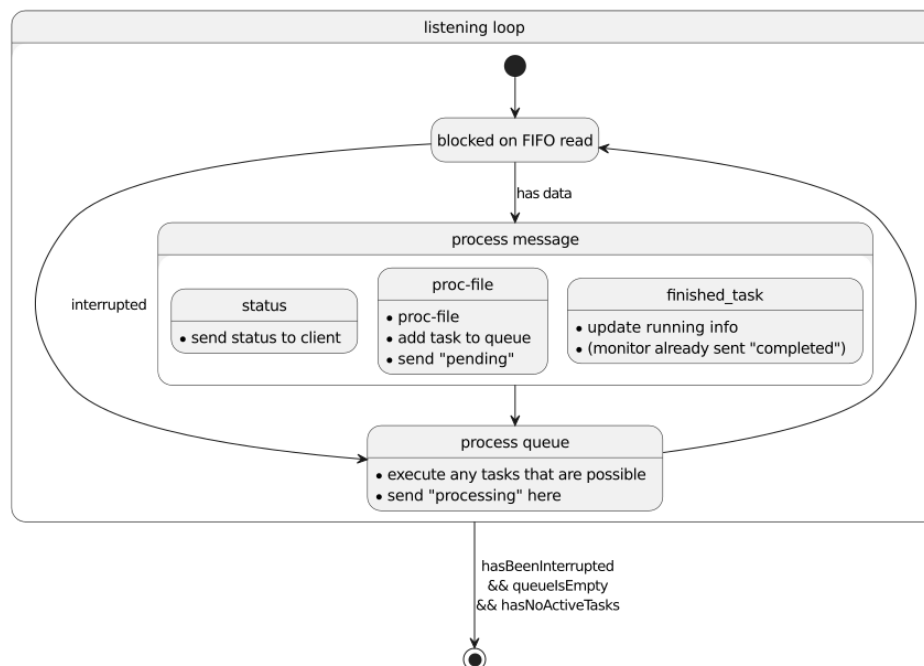 listening loop
blocked on FIFO read
has data
process message
interrupted
status
• send status to client
proc-file
• proc-file
• add task to queue
• send "pending"
finished_task
• update running info
• (monitor already sent "completed")
process queue
• execute any tasks that are possible
• send "processing" here
hasBeenInterrupted
&& queueIsEmpty
&& hasNoActiveTasks